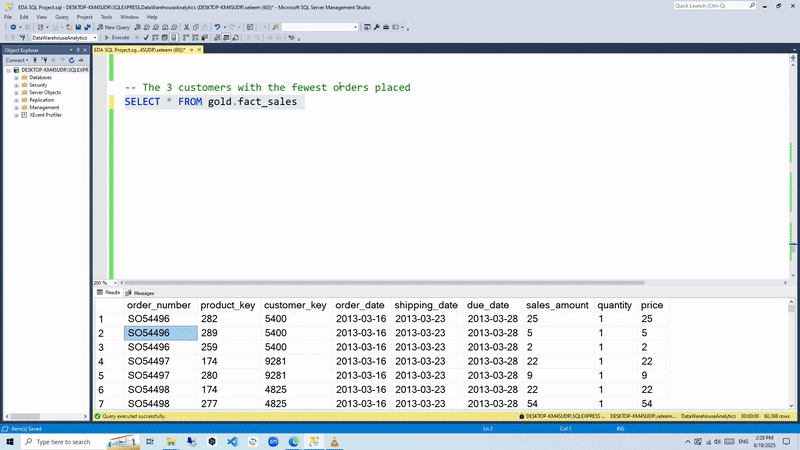 EDA SQL Project.sql - DESKTOP-KM4SUDR\SQLEXPRESS.DataWarehouseAnalytics (DESKTOP-KM4SUDR\seleem (60))* - Microsoft SQL Server Management Studio
Quick Launch (Ctrl+Q)
File Edit View Query Project Tools Window Help
New Query
DataWarehouseAnalytics Execute
Object Explorer
EDA SQL Project.sq...4SUDR\seleem (60))*
Connect
DESKTOP-KM4SUDR\SQLEXPR
Databases
Security
Server Objects
Replication
Management
XEvent Profiler
-- The 3 customers with the fewest orders placed
SELECT * FROM gold.fact_sales
200 %
Results Messages
order_number product_key customer_key order_date shipping_date due_date sales_amount quantity price
1 SO54496 282 5400 2013-03-16 2013-03-23 2013-03-28 25 1 25
2 SO54496 289 5400 2013-03-16 2013-03-23 2013-03-28 5 1 5
3 SO54496 259 5400 2013-03-16 2013-03-23 2013-03-28 2 1 2
4 SO54497 174 9281 2013-03-16 2013-03-23 2013-03-28 22 1 22
5 SO54497 280 9281 2013-03-16 2013-03-23 2013-03-28 9 1 9
6 SO54498 174 4825 2013-03-16 2013-03-23 2013-03-28 22 1 22
7 SO54498 277 4825 2013-03-16 2013-03-23 2013-03-28 54 1 54
Query executed successfully.
DESKTOP-KM4SUDR\SQLEXPRESS ... DESKTOP-KM4SUDR\seleem... DataWarehouseAnalytics 00:00:00 60,398 rows
Item(s) Saved Ln 2 Col 1 INS
Type here to search
ENG
2:28 PM
8/19/2025